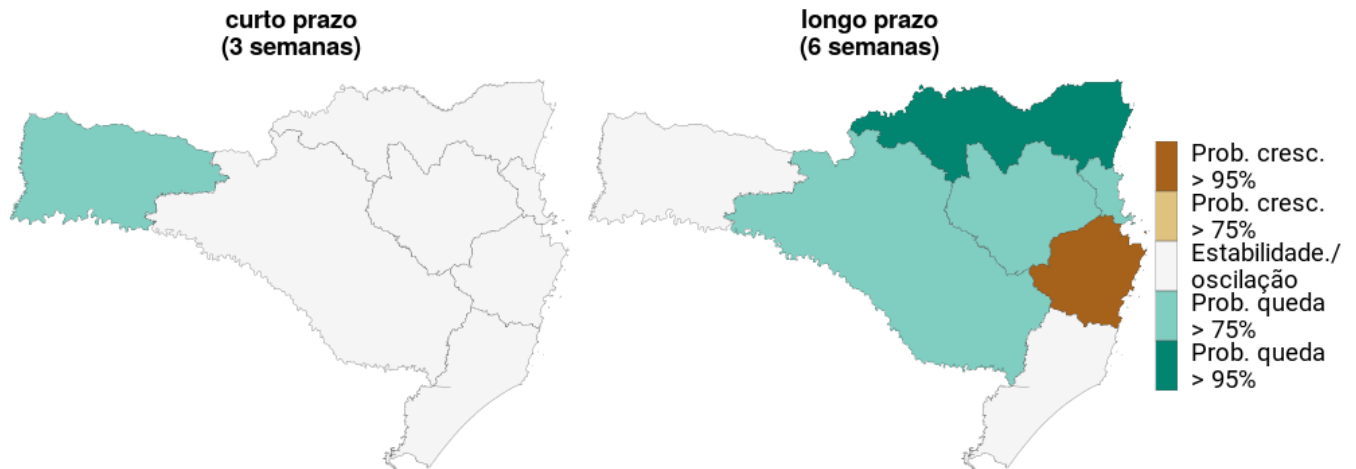 curto prazo
(3 semanas)
longo prazo
(6 semanas)
Prob. cresc.
> 95%
Prob. cresc.
> 75%
Estabilidade./
oscilação
Prob. queda
> 75%
Prob. queda
> 95%